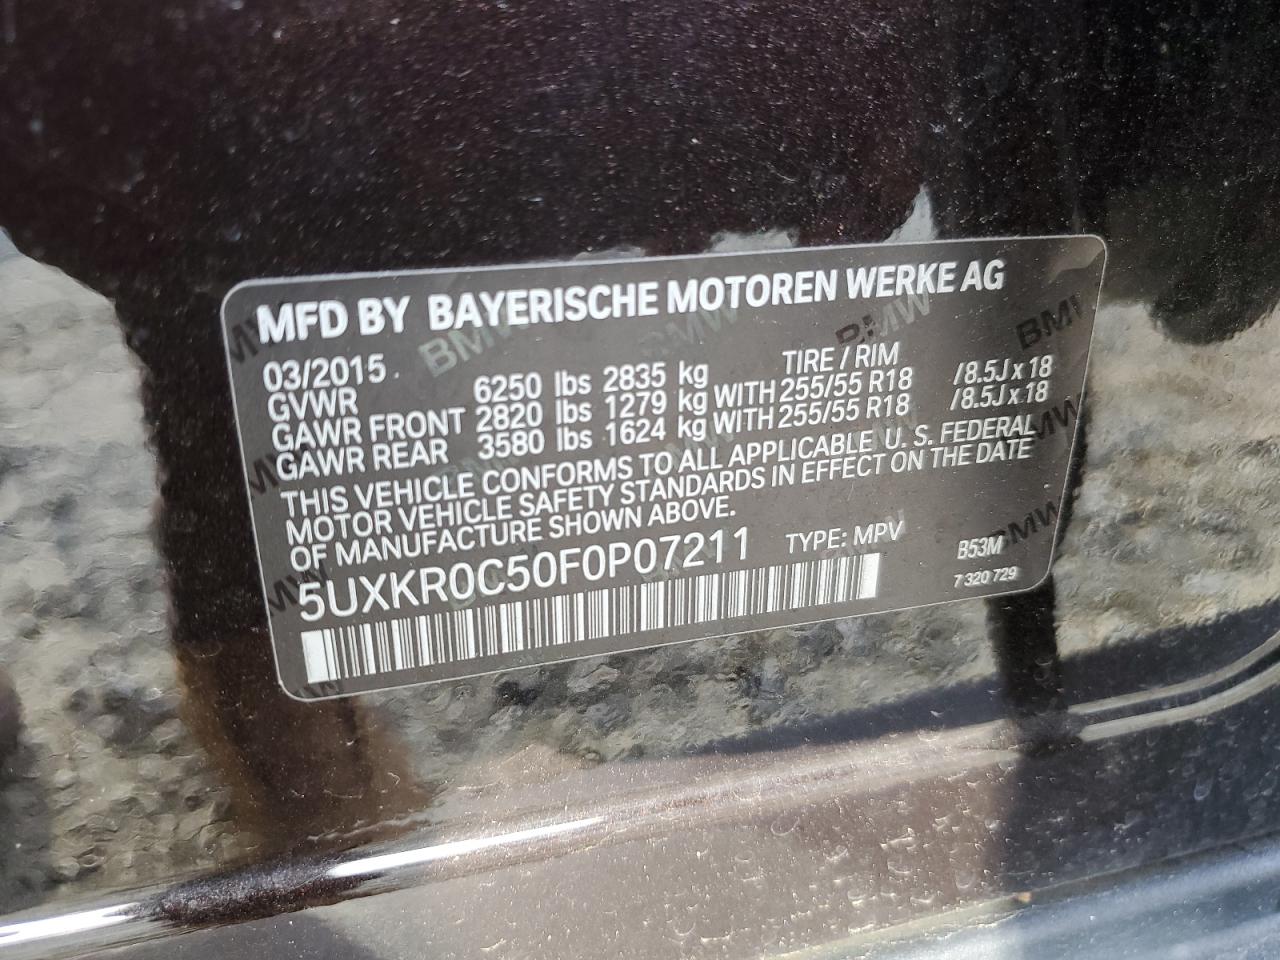 MFD BY BAYERISCHE MOTOREN WERKE AG
03/2015 TIRE / RIM
GVWR 6250 lbs 2835 kg
GAWR FRONT 2820 lbs 1279 kg WITH 255/55 R18 /8.5J x 18
GAWR REAR 3580 lbs 1624 kg WITH 255/55 R18 /8.5J x 18
THIS VEHICLE CONFORMS TO ALL APPLICABLE U. S. FEDERAL
MOTOR VEHICLE SAFETY STANDARDS IN EFFECT ON THE DATE
OF MANUFACTURE SHOWN ABOVE.
5UXKR0C50F0P07211 TYPE: MPV B53M
7 320 729